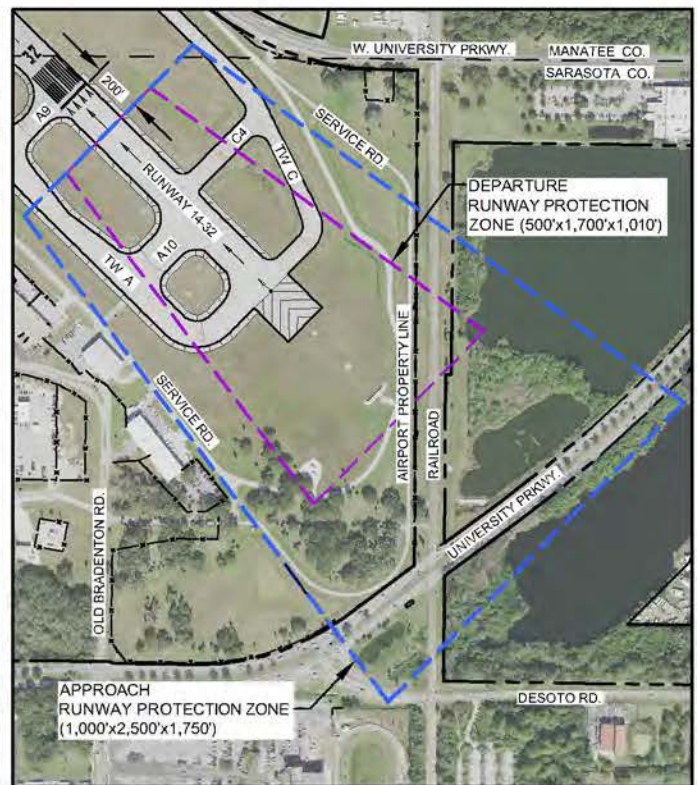 W. UNIVERSITY PRKWY.
MANATEE CO.
SARASOTA CO.
32
200'
A9
SERVICE RD.
C4
TW C
RUNWAY 14-32
DEPARTURE
RUNWAY PROTECTION
ZONE (500'x1,700'x1,010')
A10
TW A
AIRPORT PROPERTY LINE
RAILROAD
SERVICE RD.
UNIVERSITY PRKWY.
OLD BRADENTON RD.
APPROACH
RUNWAY PROTECTION ZONE
(1,000'x2,500'x1,750')
DESOTO RD.